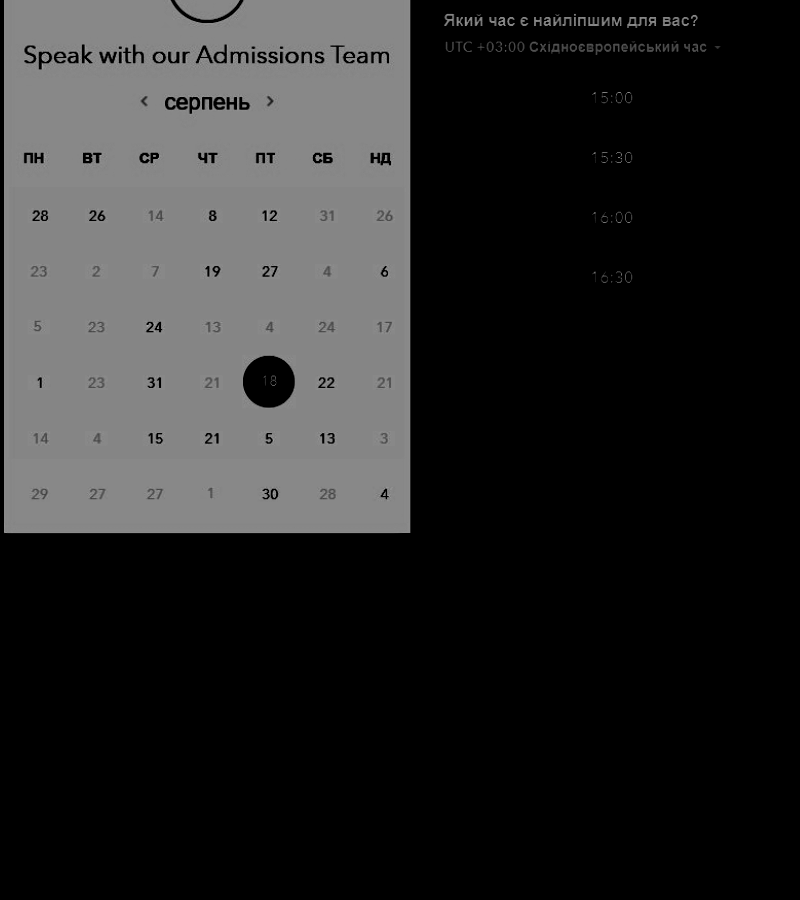 Speak with our Admissions Team
‹ серпень ›
ПН ВТ СР ЧТ ПТ СБ НД
28 26 14 8 12 31 26
23 2 7 19 27 4 6
5 23 24 13 4 24 17
1 23 31 21 18 22 21
14 4 15 21 5 13 3
29 27 27 1 30 28 4
Який час є найліпшим для вас?
UTC +03:00 Східноєвропейський час
15:00
15:30
16:00
16:30